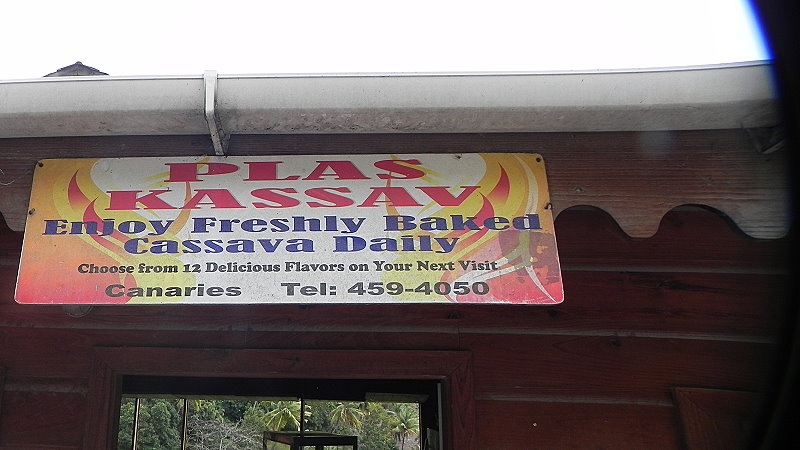 PLAS
KASSAV
Enjoy Freshly Baked
Cassava Daily
Choose from 12 Delicious Flavors on Your Next Visit
Canaries Tel: 459-4050